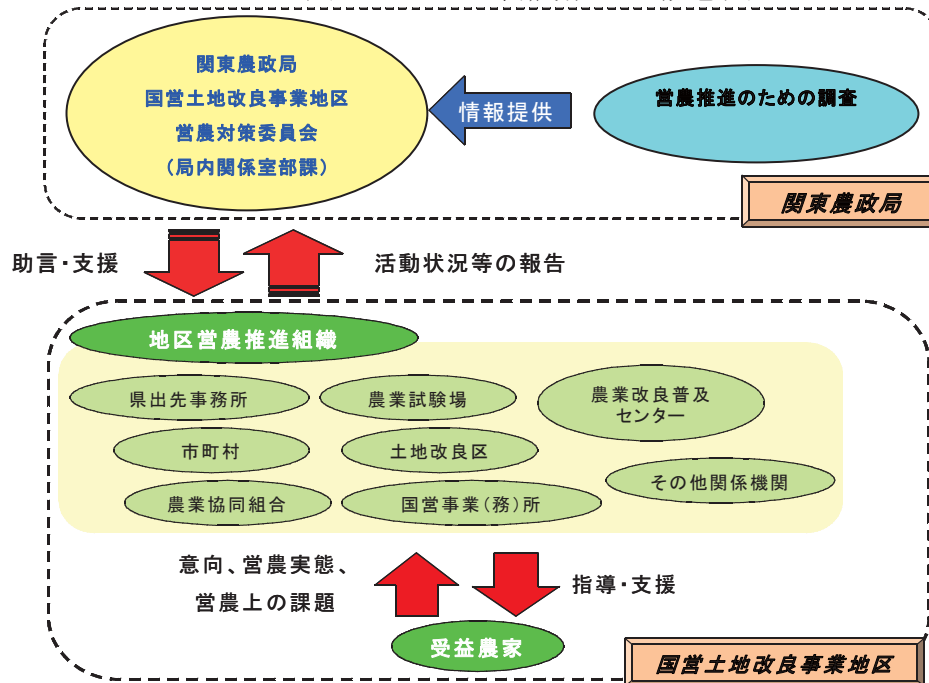 関東農政局
国営土地改良事業地区
営農対策委員会
(局内関係室部課)
情報提供
営農推進のための調査
関東農政局
助言・支援
活動状況等の報告
地区営農推進組織
県出先事務所
農業試験場
農業改良普及
センター
市町村
土地改良区
その他関係機関
農業協同組合
国営事業(務)所
意向、営農実態、
営農上の課題
指導・支援
受益農家
国営土地改良事業地区